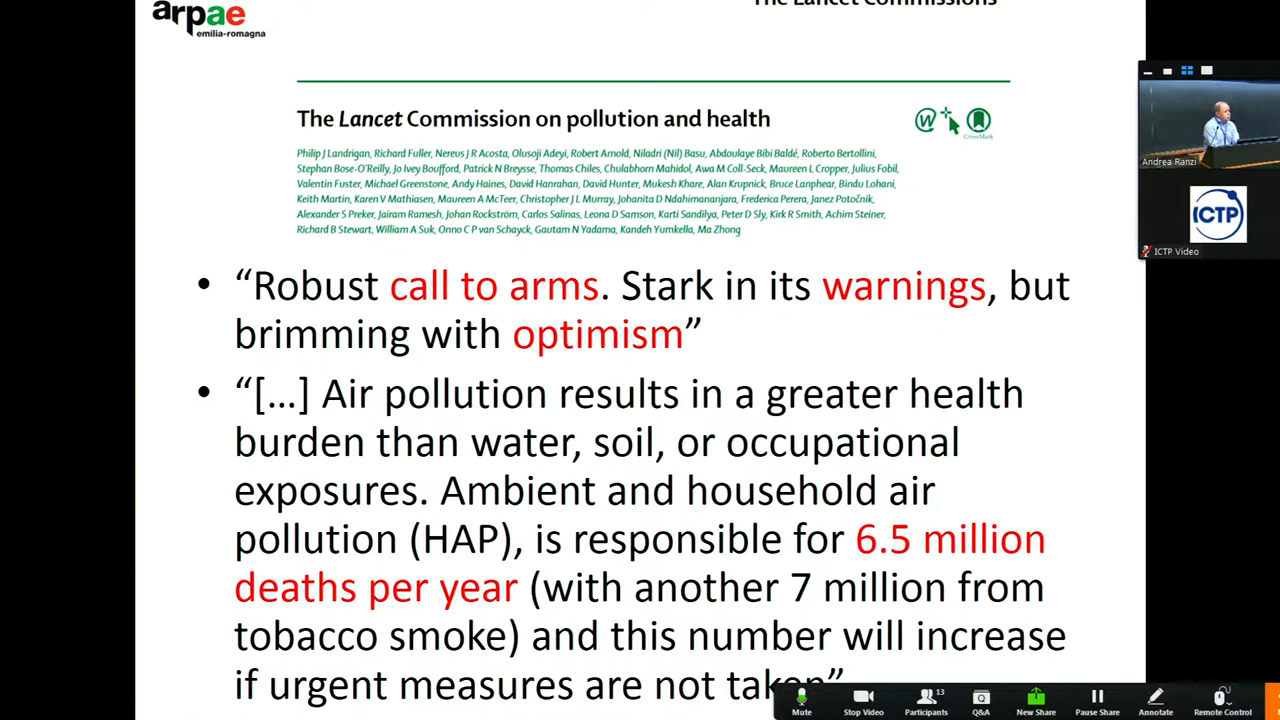 arpae
emilia-romagna
The Lancet Commissions
The Lancet Commission on pollution and health
W
CrossMark
Philip J Landrigan, Richard Fuller, Nereus J R Acosta, Olusoji Adeyi, Robert Arnold, Niladri (Nil) Basu, Abdoulaye Bibi Baldé, Roberto Bertollini,
Stephan Bose-O'Reilly, Jo Ivey Boufford, Patrick N Breysse, Thomas Chiles, Chulabhorn Mahidol, Awa M Coll-Seck, Maureen L Cropper, Julius Fobil,
Valentin Fuster, Michael Greenstone, Andy Haines, David Hanrahan, David Hunter, Mukesh Khare, Alan Krupnick, Bruce Lanphear, Bindu Lohani,
Keith Martin, Karen V Mathiasen, Maureen A McTeer, Christopher J L Murray, Johanita D Ndahimananjara, Frederica Perera, Janez Potočnik,
Alexander S Preker, Jairam Ramesh, Johan Rockström, Carlos Salinas, Leona D Samson, Karti Sandilya, Peter D Sly, Kirk R Smith, Achim Steiner,
Richard B Stewart, William A Suk, Onno C P van Schayck, Gautam N Yadama, Kandeh Yumkella, Ma Zhong
• “Robust call to arms. Stark in its warnings, but
brimming with optimism”
• “[…] Air pollution results in a greater health
burden than water, soil, or occupational
exposures. Ambient and household air
pollution (HAP), is responsible for 6.5 million
deaths per year (with another 7 million from
tobacco smoke) and this number will increase
if urgent measures are not taken”
Andrea Ranzi
ICTP
ICTP Video
Mute
Stop Video
13
Participants
Q&A
New Share
Pause Share
Annotate
Remote Control